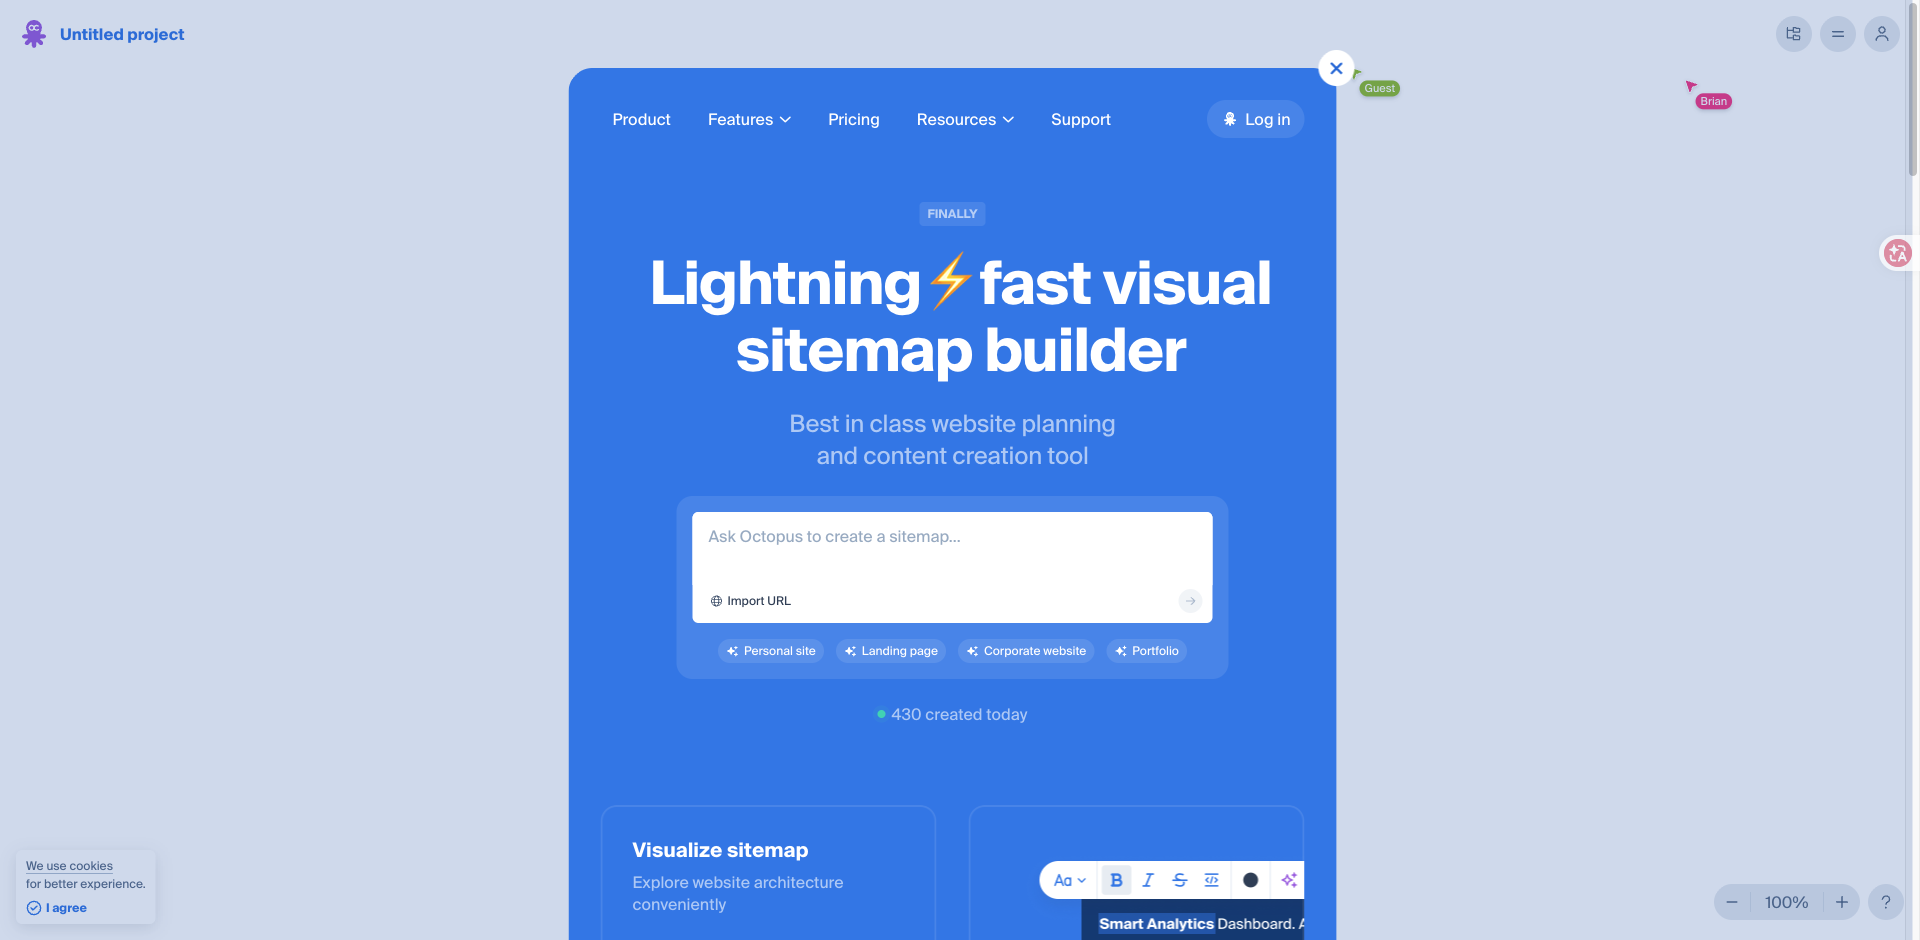 Untitled project
Guest
Brian
Product Features Pricing Resources Support Log in
FINALLY
Lightning⚡fast visual
sitemap builder
Best in class website planning
and content creation tool
Ask Octopus to create a sitemap...
Import URL
Personal site Landing page Corporate website Portfolio
430 created today
Visualize sitemap
Explore website architecture
conveniently
Aa B I S
Smart Analytics Dashboard. A
We use cookies
for better experience.
I agree
100%
?